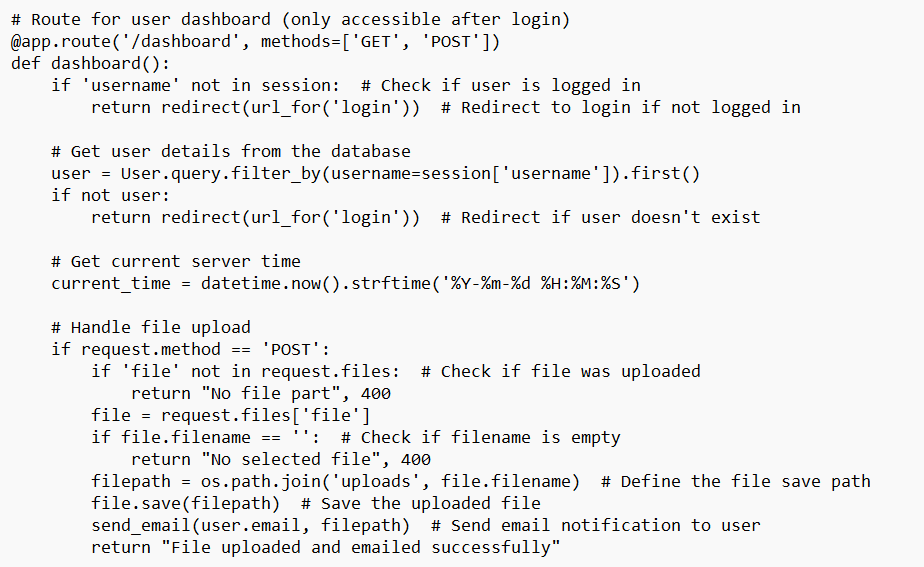 # Route for user dashboard (only accessible after login)
@app.route('/dashboard', methods=['GET', 'POST'])
def dashboard():
    if 'username' not in session:  # Check if user is logged in
        return redirect(url_for('login'))  # Redirect to login if not logged in

    # Get user details from the database
    user = User.query.filter_by(username=session['username']).first()
    if not user:
        return redirect(url_for('login'))  # Redirect if user doesn't exist

    # Get current server time
    current_time = datetime.now().strftime('%Y-%m-%d %H:%M:%S')

    # Handle file upload
    if request.method == 'POST':
        if 'file' not in request.files:  # Check if file was uploaded
            return "No file part", 400
        file = request.files['file']
        if file.filename == '':  # Check if filename is empty
            return "No selected file", 400
        filepath = os.path.join('uploads', file.filename)  # Define the file save path
        file.save(filepath)  # Save the uploaded file
        send_email(user.email, filepath)  # Send email notification to user
        return "File uploaded and emailed successfully"